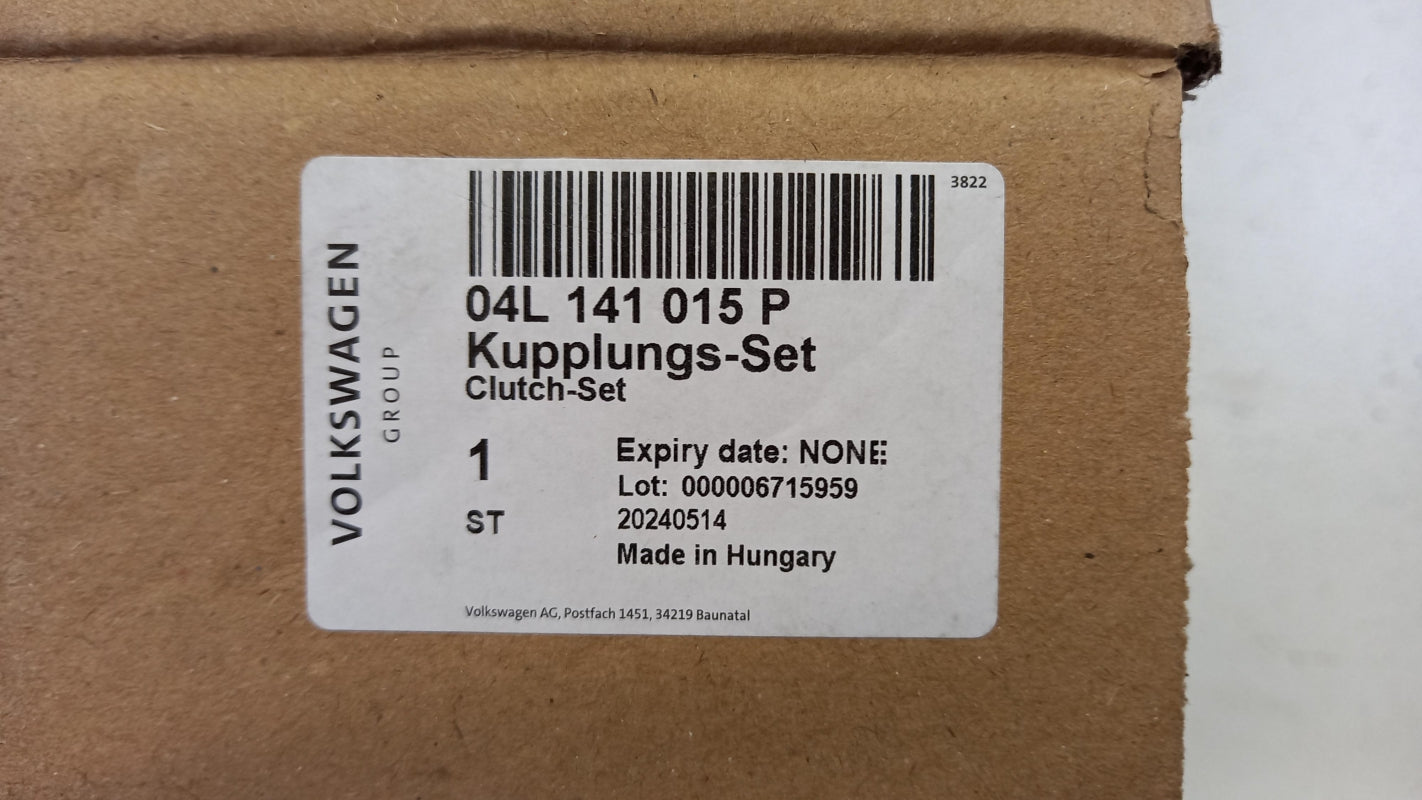 VOLKSWAGEN
GROUP
3822
04L 141 015 P
Kupplungs-Set
Clutch-Set
1
ST
Expiry date: NONE
Lot: 000006715959
20240514
Made in Hungary
Volkswagen AG, Postfach 1451, 34219 Baunatal